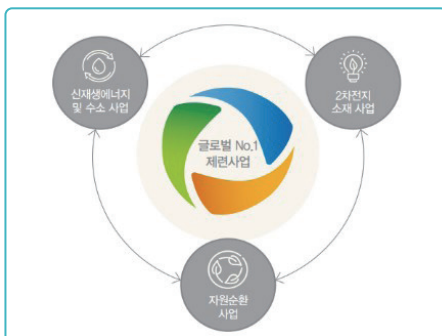 신재생에너지
및 수소 사업
2차전지
소재 사업
글로벌 No.1
제련사업
자원순환
사업